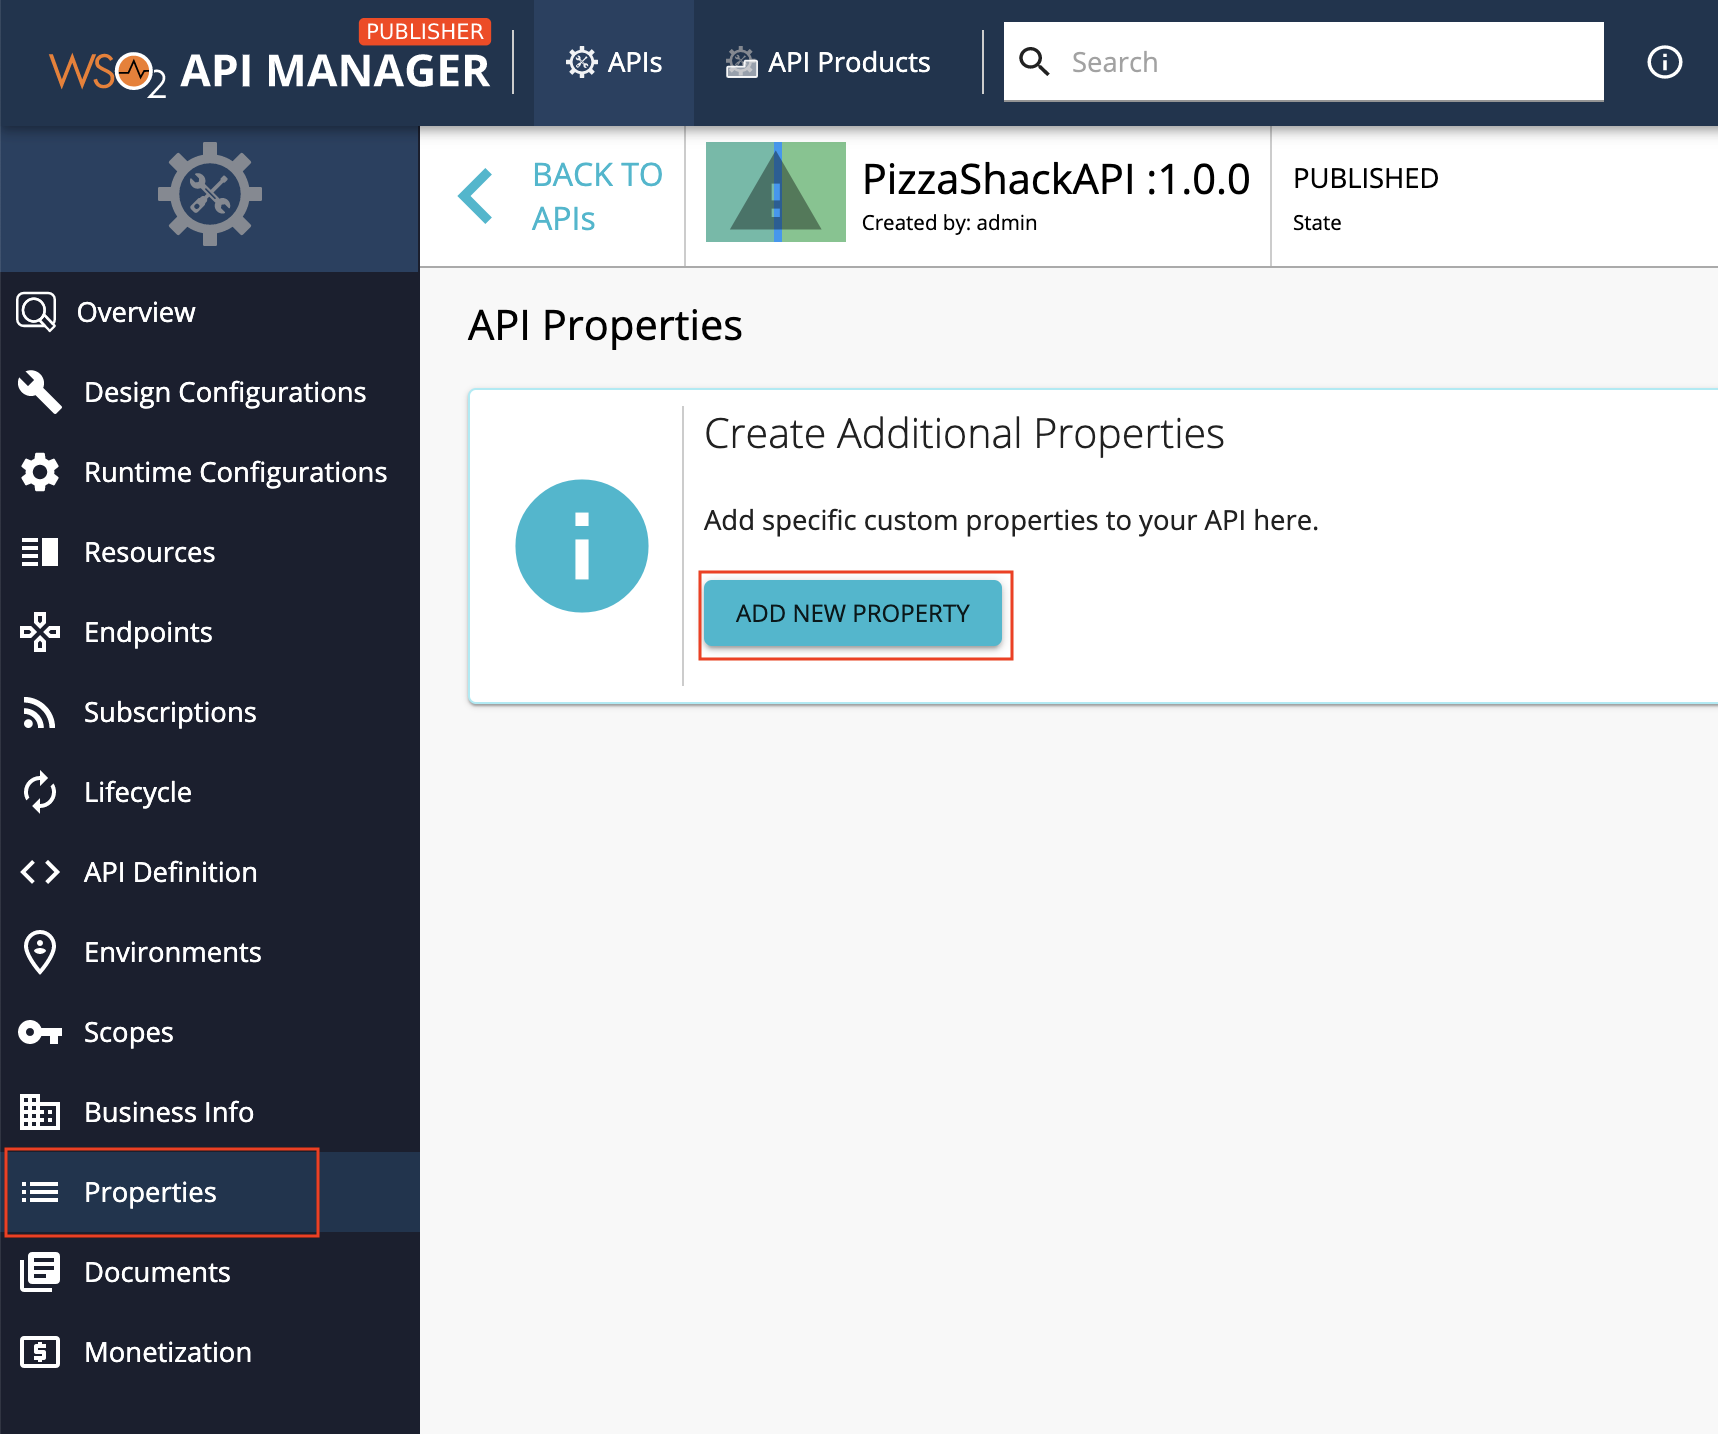 PUBLISHER
WSO2 API MANAGER
APIs
API Products
Search
BACK TO
APIs
PizzaShackAPI :1.0.0
Created by: admin
PUBLISHED
State
Overview
Design Configurations
Runtime Configurations
Resources
Endpoints
Subscriptions
Lifecycle
API Definition
Environments
Scopes
Business Info
Properties
Documents
Monetization
API Properties
Create Additional Properties
Add specific custom properties to your API here.
ADD NEW PROPERTY